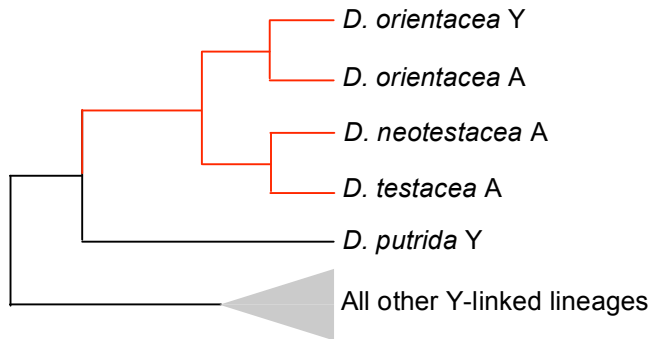 D. orientacea Y
D. orientacea A
D. neotestacea A
D. testacea A
D. putrida Y
All other Y-linked lineages